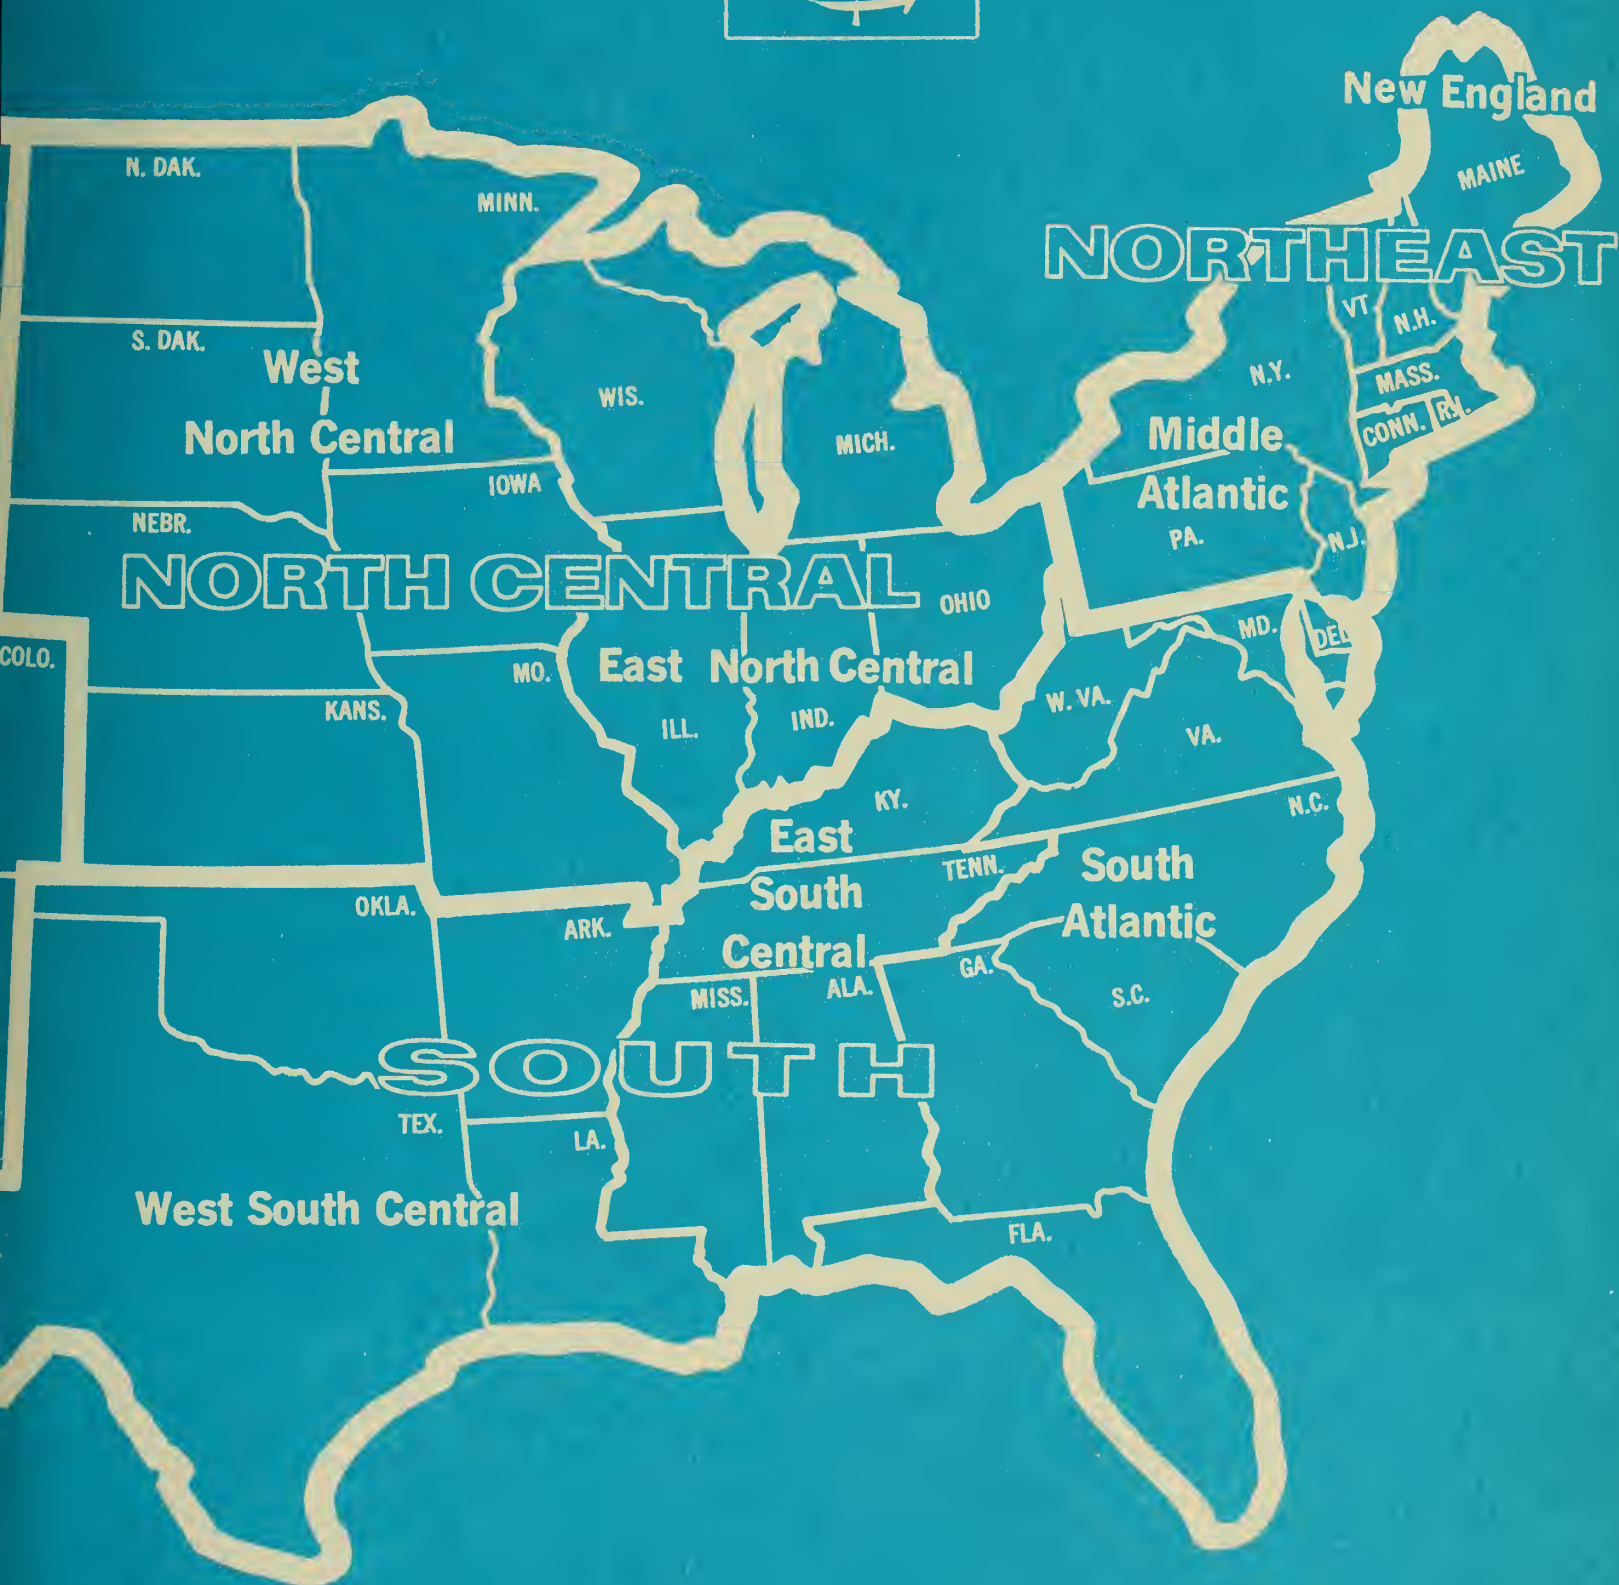 New England
MAINE
N. DAK.
MINN.
NORTHEAST
VT.
N.H.
S. DAK.
West
North Central
WIS.
MICH.
N.Y.
MASS.
CONN.
R.I.
Middle
Atlantic
IOWA
NEBR.
PA.
N.J.
NORTH CENTRAL
OHIO
MD.
DEL.
COLO.
MO.
East North Central
KANS.
ILL.
IND.
W. VA.
VA.
KY.
N.C.
East
South
Central
TENN.
South
Atlantic
OKLA.
ARK.
MISS.
ALA.
GA.
S.C.
SOUTH
TEX.
LA.
West South Central
FLA.